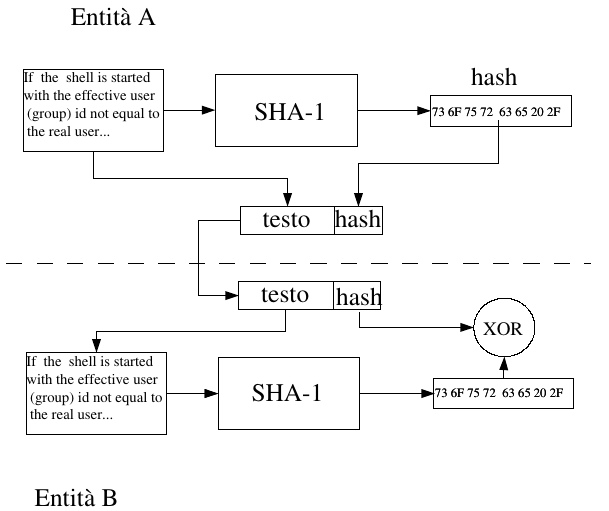 Entità A
If the shell is started
with the effective user
(group) id not equal to
the real user...
SHA-1
hash
73 6F 75 72 63 65 20 2F
testo hash
testo hash
XOR
If the shell is started
with the effective user
(group) id not equal to
the real user...
SHA-1
73 6F 75 72 63 65 20 2F
Entità B